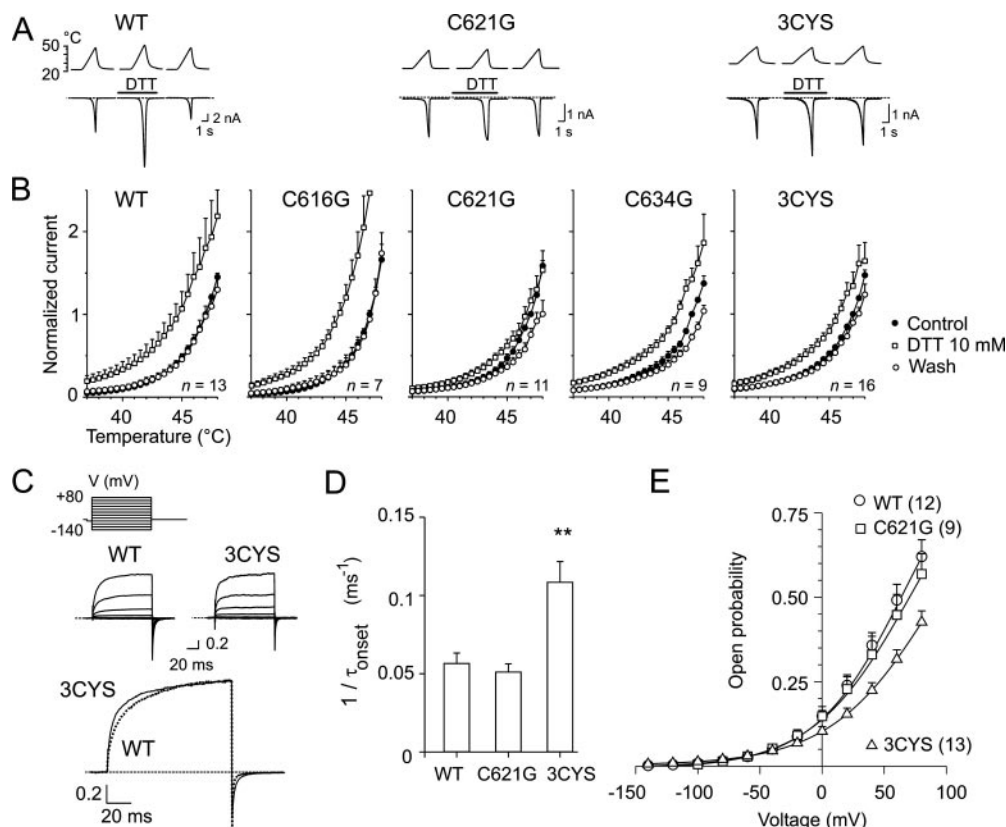 A
WT
C621G
3CYS
50
°C
20
DTT
DTT
DTT
2 nA
1 s
1 nA
1 s
1 nA
1 s
B
WT
C616G
C621G
C634G
3CYS
Normalized current
2
1
0
n = 13
n = 7
n = 11
n = 9
n = 16
Control
DTT 10 mM
Wash
40 45
40 45
40 45
40 45
40 45
Temperature (°C)
C
V (mV)
+80
-140
WT
3CYS
0.2
20 ms
3CYS
WT
0.2
20 ms
D
1 / τonset (ms-1)
0.15
0.1
0.05
0
**
WT
C621G
3CYS
E
Open probability
0.75
0.50
0.25
WT (12)
C621G (9)
3CYS (13)
-150 -100 -50 0 50 100
Voltage (mV)